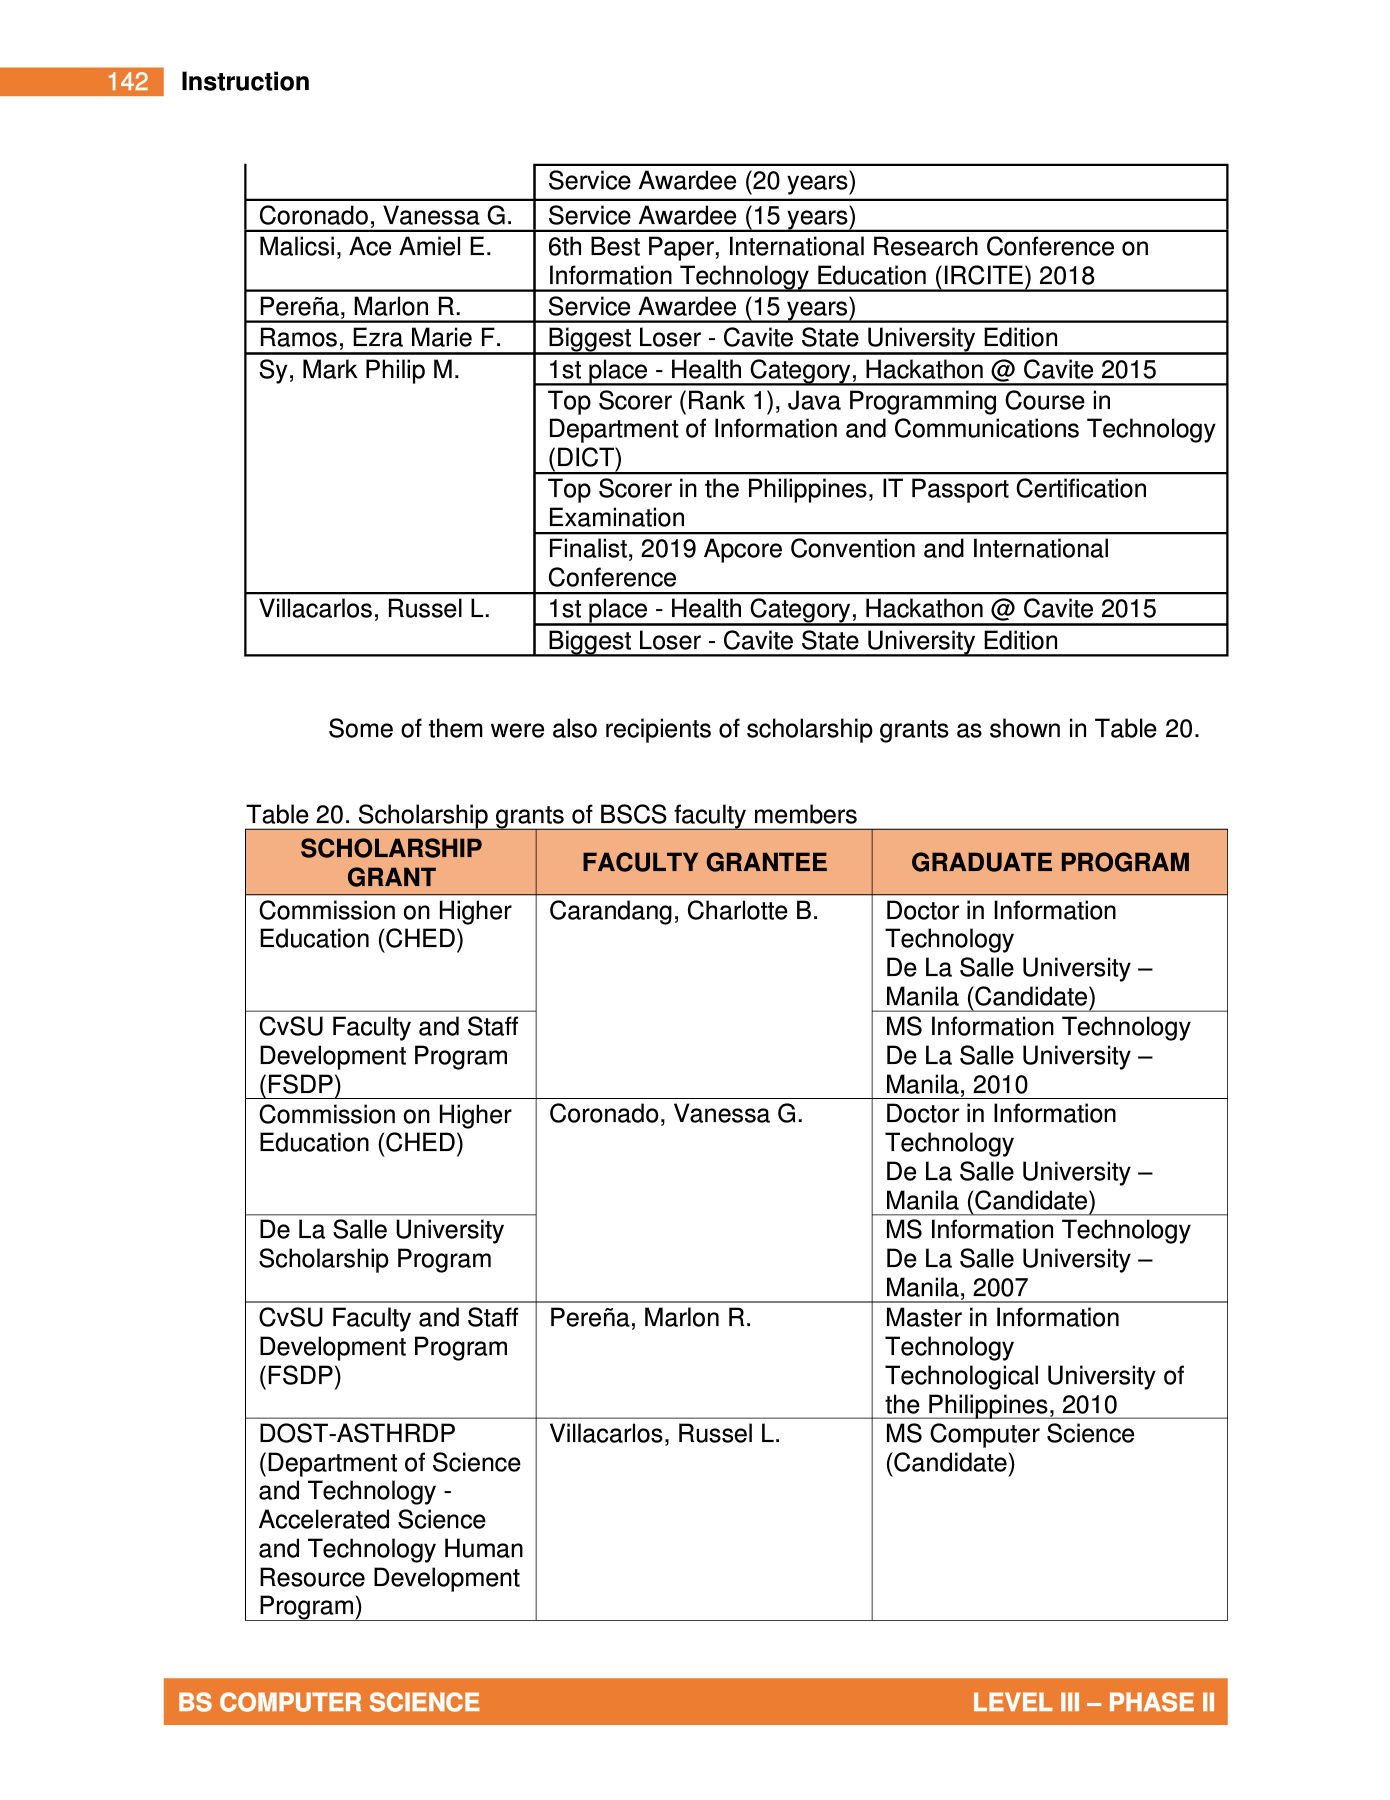 142 Instruction
Service Awardee (20 years)
Coronado, Vanessa G. Service Awardee (15 years)
Malicsi, Ace Amiel E. 6th Best Paper, International Research Conference on
Information Technology Education (IRCITE) 2018
Pereña, Marlon R. Service Awardee (15 years)
Ramos, Ezra Marie F. Biggest Loser - Cavite State University Edition
Sy, Mark Philip M. 1st place - Health Category, Hackathon @ Cavite 2015
Top Scorer (Rank 1), Java Programming Course in
Department of Information and Communications Technology
(DICT)
Top Scorer in the Philippines, IT Passport Certification
Examination
Finalist, 2019 Apcore Convention and International
Conference
Villacarlos, Russel L. 1st place - Health Category, Hackathon @ Cavite 2015
Biggest Loser - Cavite State University Edition
Some of them were also recipients of scholarship grants as shown in Table 20.
Table 20. Scholarship grants of BSCS faculty members
SCHOLARSHIP
GRANT
FACULTY GRANTEE
GRADUATE PROGRAM
Commission on Higher
Education (CHED)
Carandang, Charlotte B.
Doctor in Information
Technology
De La Salle University –
Manila (Candidate)
CvSU Faculty and Staff
Development Program
(FSDP)
MS Information Technology
De La Salle University –
Manila, 2010
Commission on Higher
Education (CHED)
Coronado, Vanessa G.
Doctor in Information
Technology
De La Salle University –
Manila (Candidate)
De La Salle University
Scholarship Program
MS Information Technology
De La Salle University –
Manila, 2007
CvSU Faculty and Staff
Development Program
(FSDP)
Pereña, Marlon R.
Master in Information
Technology
Technological University of
the Philippines, 2010
DOST-ASTHRDP
(Department of Science
and Technology -
Accelerated Science
and Technology Human
Resource Development
Program)
Villacarlos, Russel L.
MS Computer Science
(Candidate)
BS COMPUTER SCIENCE LEVEL III – PHASE II